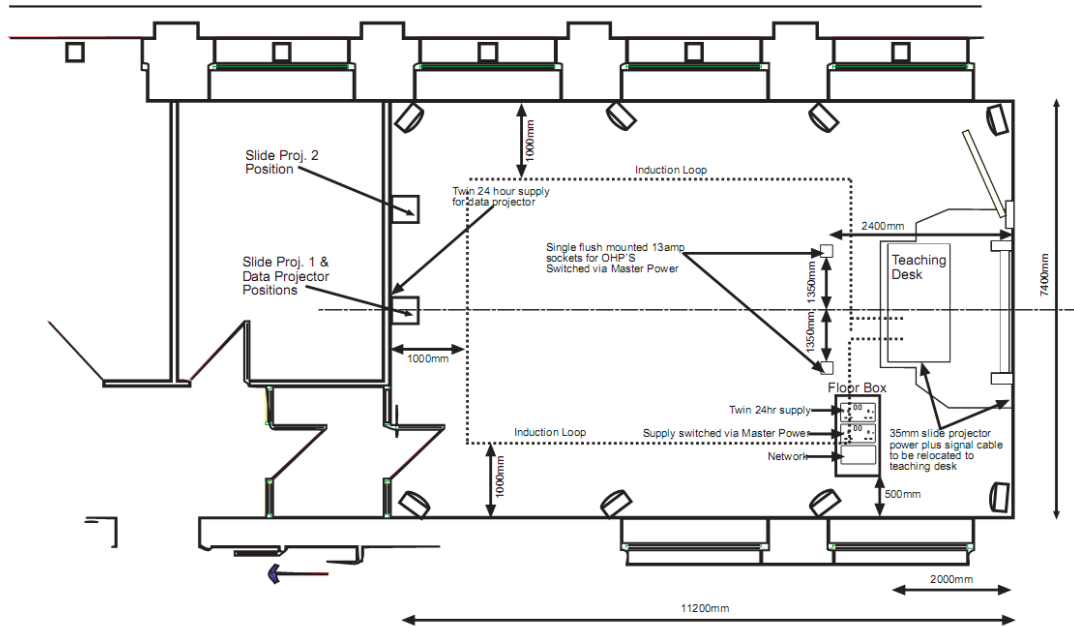 Slide Proj. 2
Position
Twin 24 hour supply
for data projector
1000mm
Induction Loop
2400mm
Single flush mounted 13amp
sockets for OHP'S
Switched via Master Power
Teaching
Desk
Slide Proj. 1 &
Data Projector
Positions
1350mm
1350mm
7400mm
1000mm
Floor Box
Twin 24hr supply
Supply switched via Master Power
Network
Induction Loop
35mm slide projector
power plus signal cable
to be relocated to
teaching desk
1000mm
500mm
2000mm
11200mm